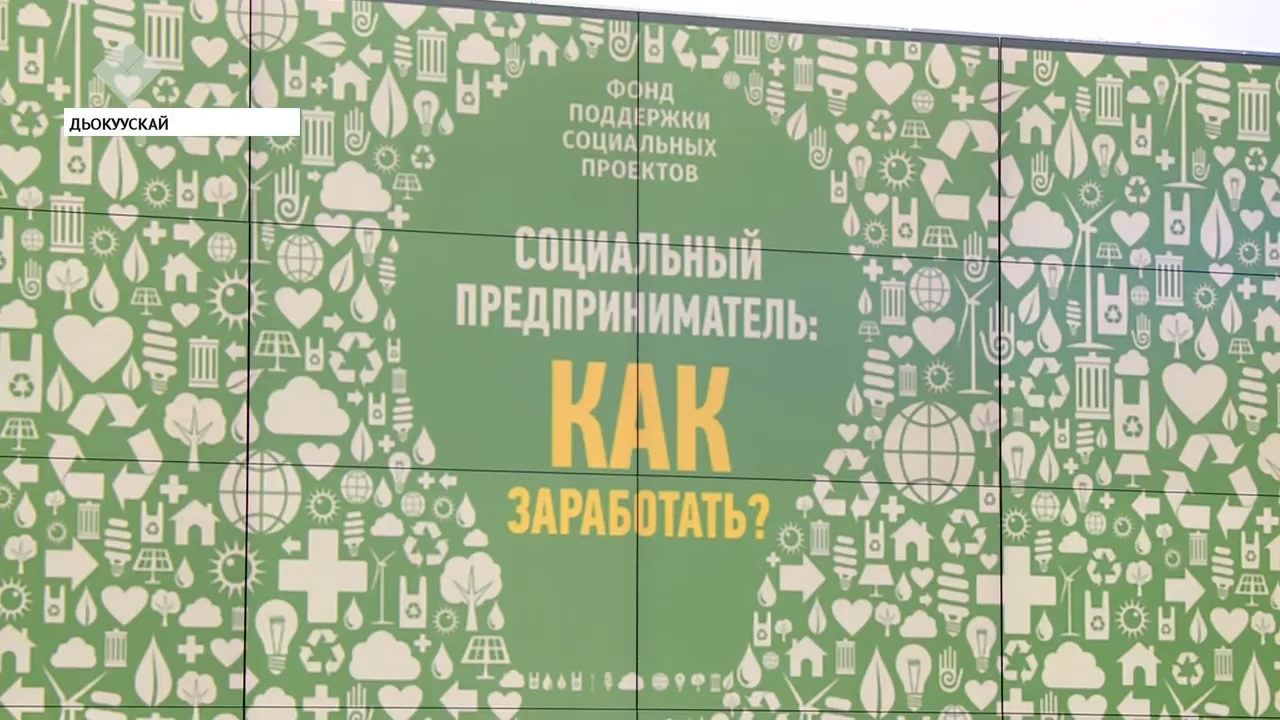 ДЬОКУУСКАЙ
ФОНД
ПОДДЕРЖКИ
СОЦИАЛЬНЫХ
ПРОЕКТОВ
СОЦИАЛЬНЫЙ
ПРЕДПРИНИМАТЕЛЬ:
КАК
ЗАРАБОТАТЬ?